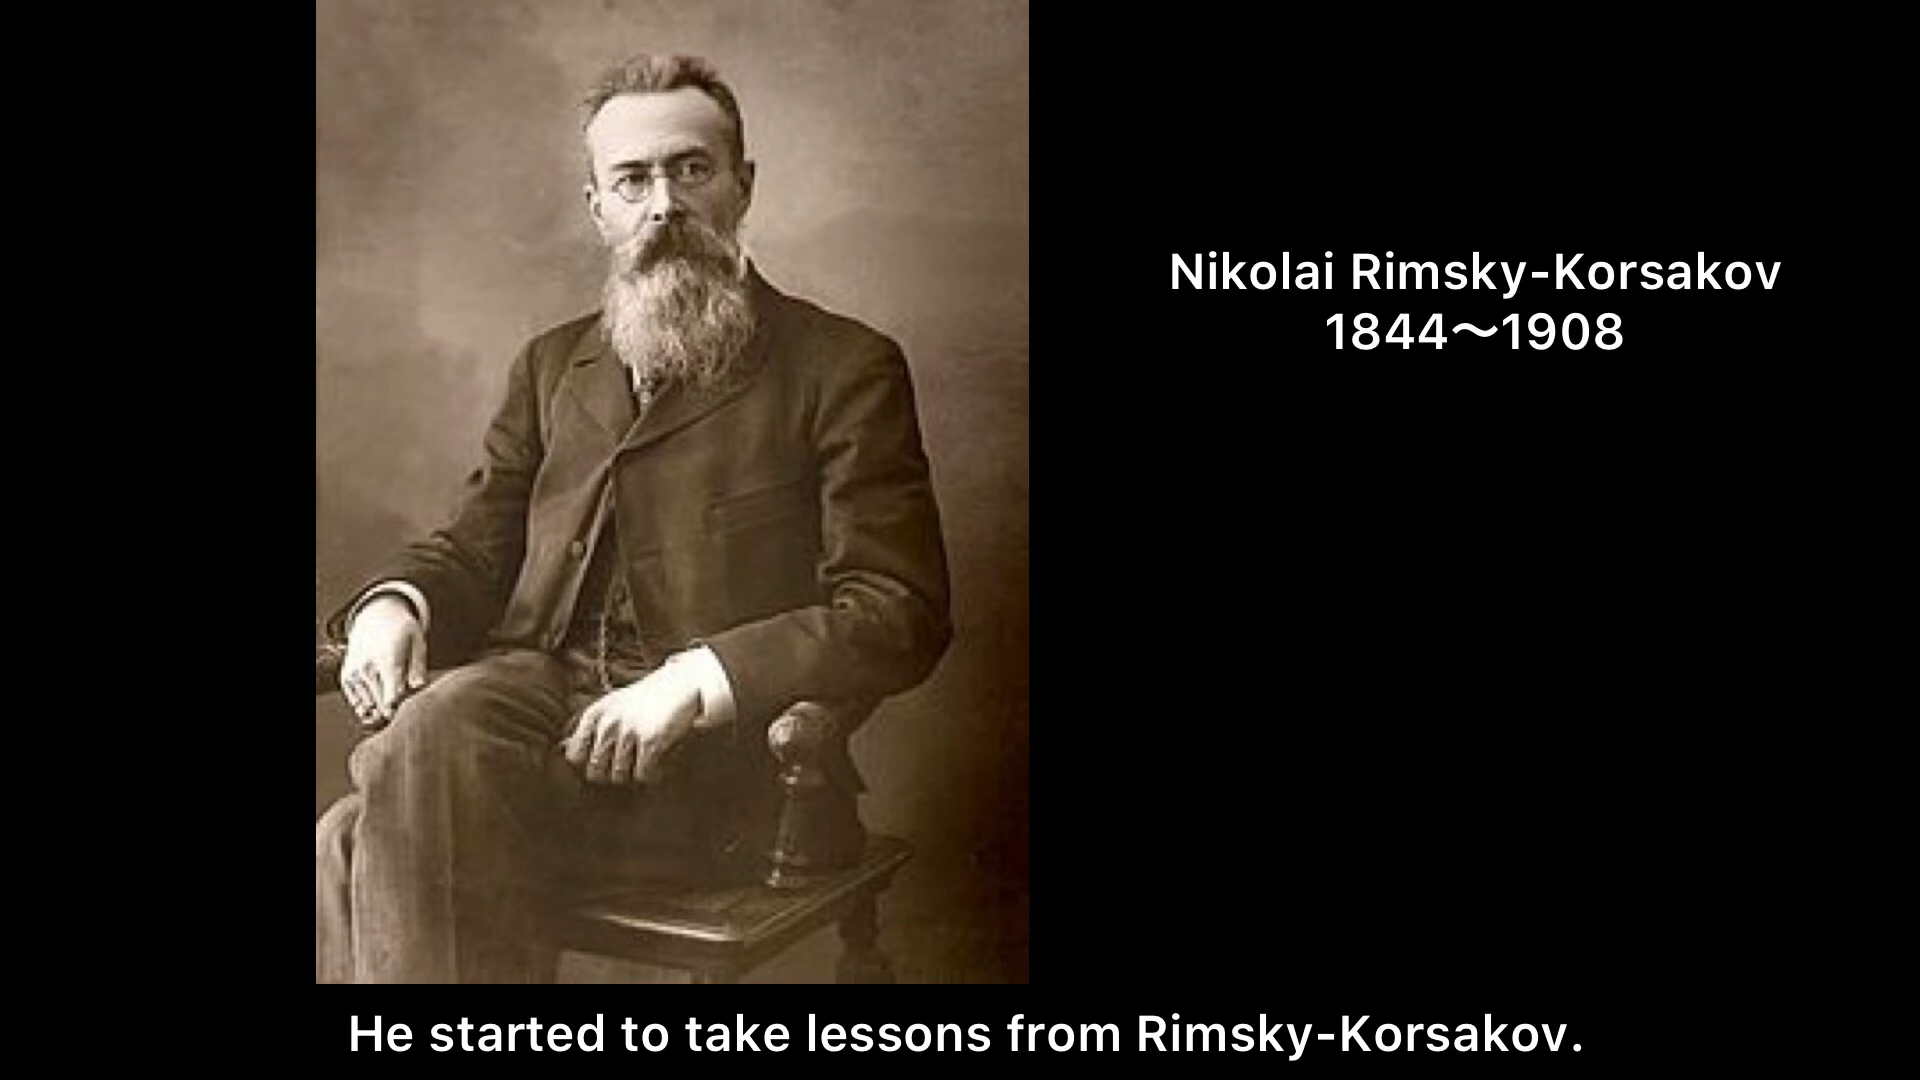 Nikolai Rimsky-Korsakov
1844〜1908
He started to take lessons from Rimsky-Korsakov.